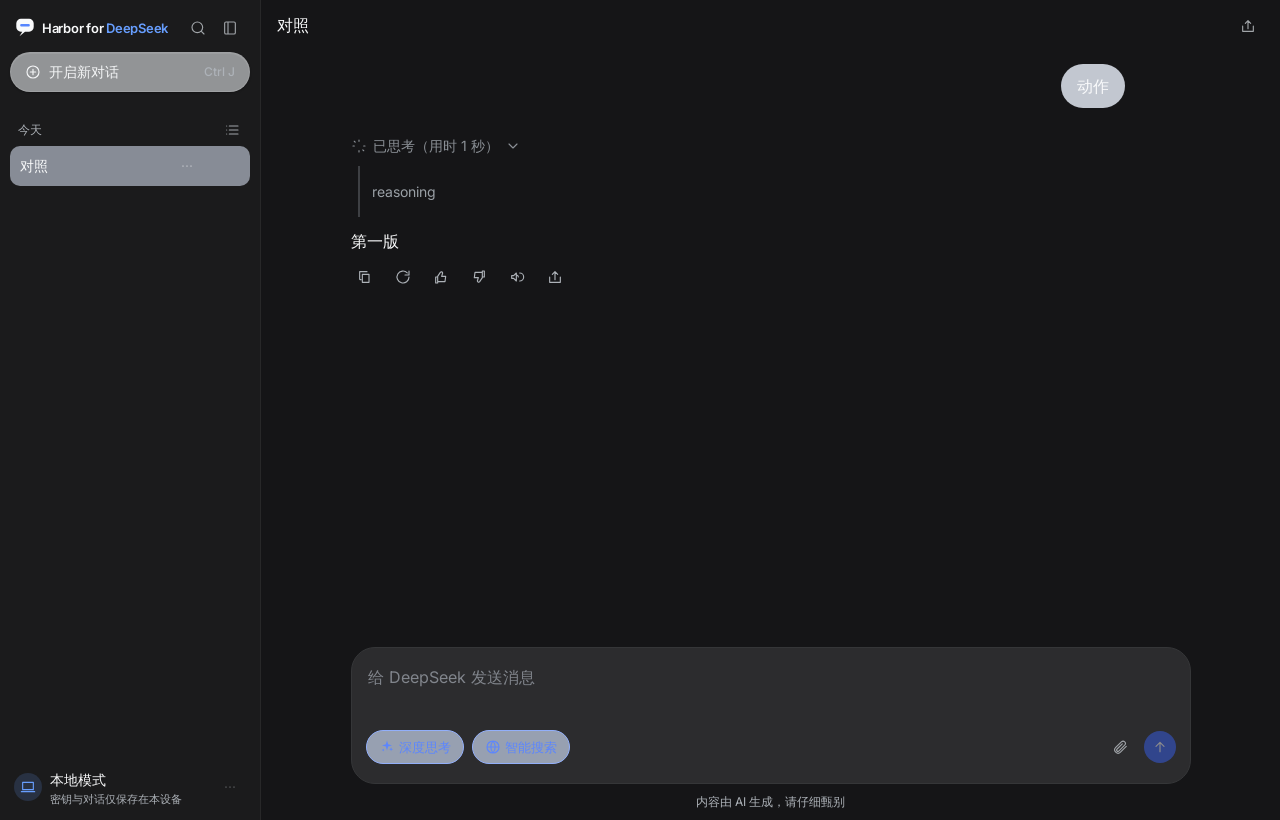 Harbor for DeepSeek
开启新对话 Ctrl J
今天
对照
本地模式
密钥与对话仅保存在本设备
对照
动作
已思考（用时 1 秒）
reasoning
第一版
给 DeepSeek 发送消息
深度思考 智能搜索
内容由 AI 生成，请仔细甄别